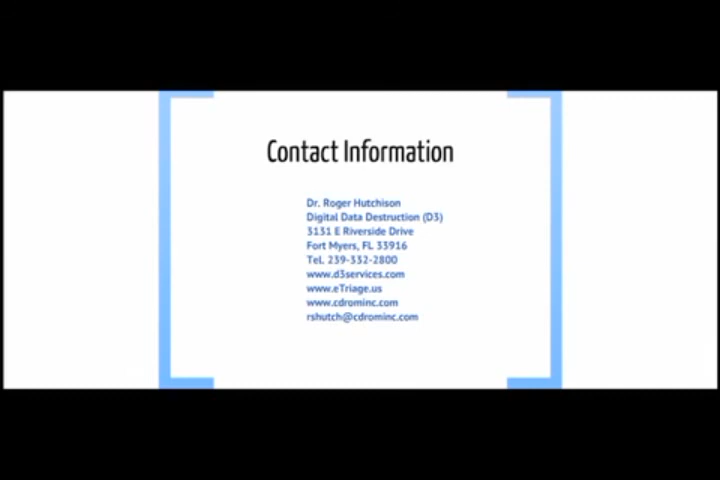 Contact Information
Dr. Roger Hutchison
Digital Data Destruction (D3)
3131 E Riverside Drive
Fort Myers, FL 33916
Tel. 239-332-2800
www.d3services.com
www.eTriage.us
www.cdrominc.com
rshutch@cdrominc.com